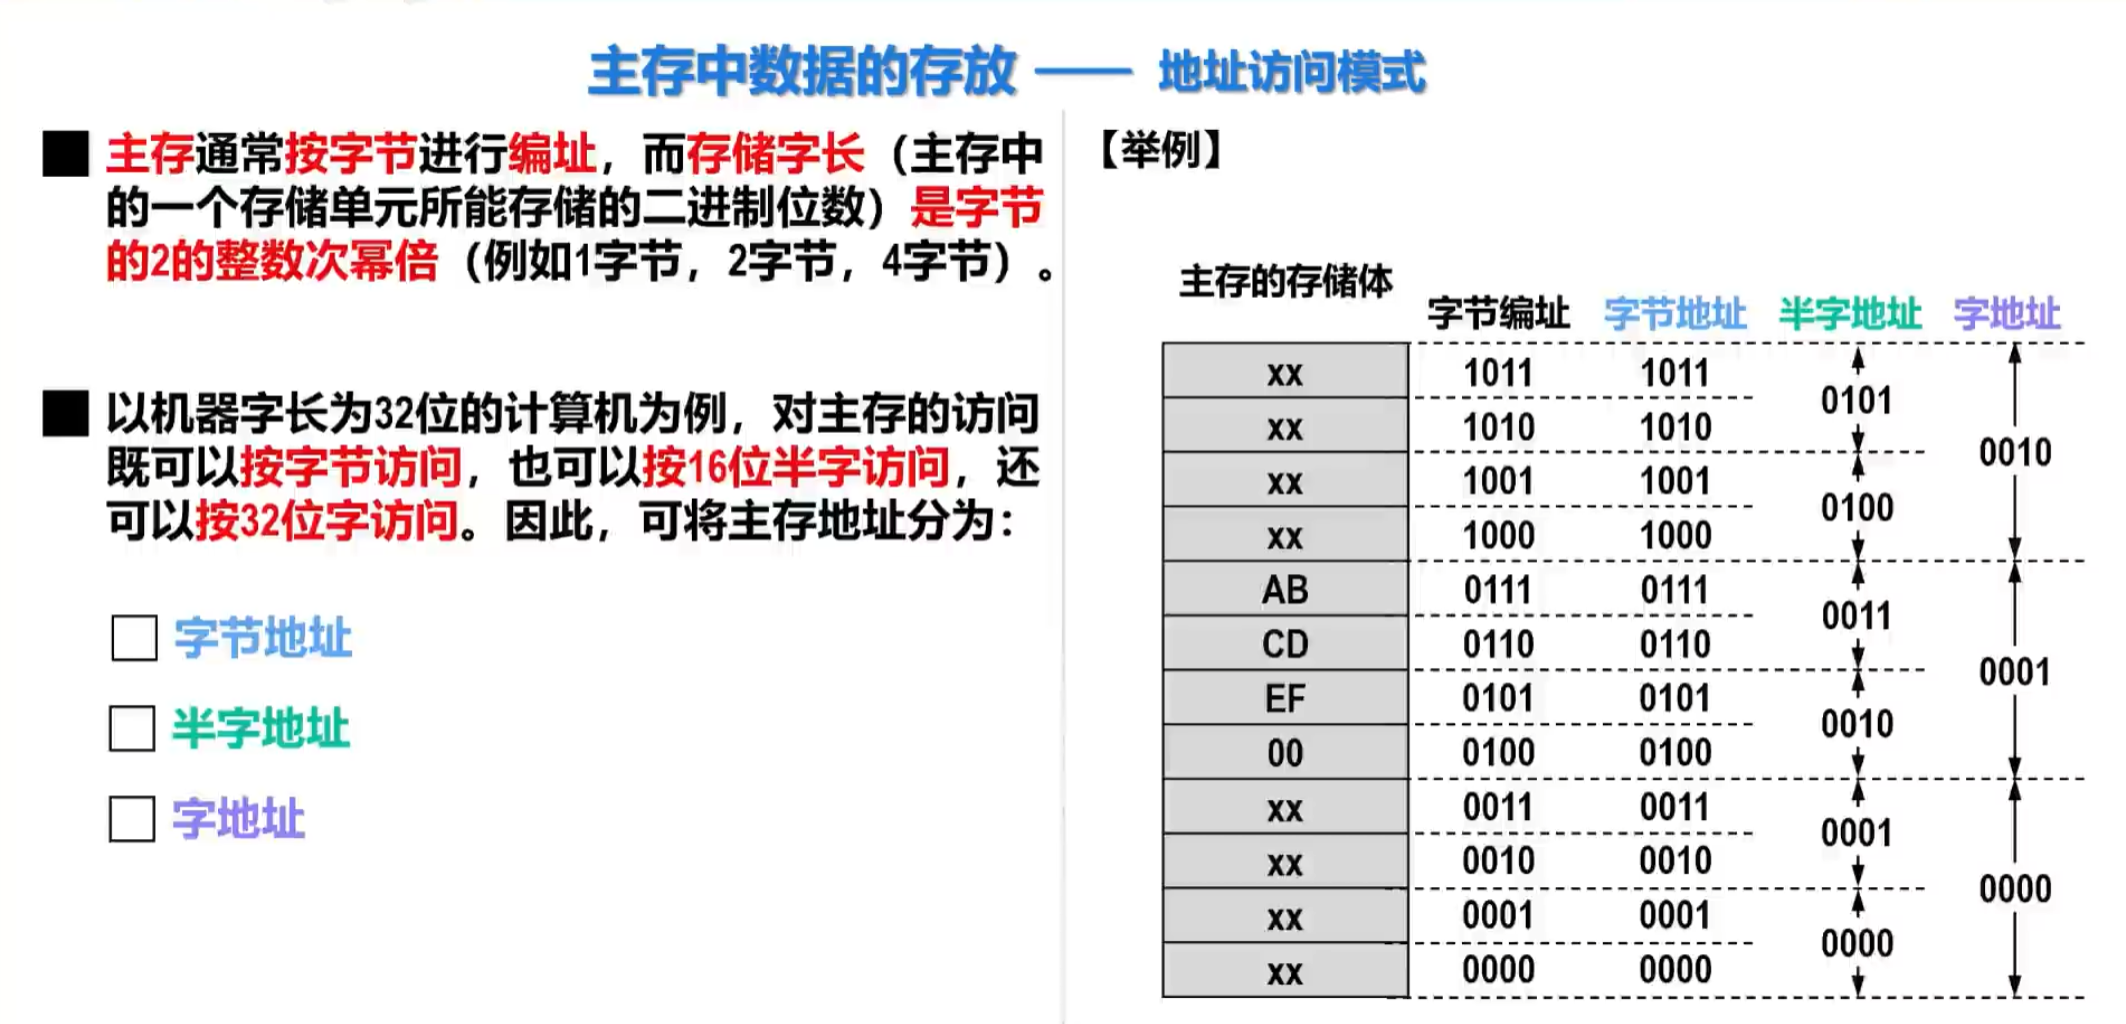 主存中数据的存放 —— 地址访问模式
主存通常按字节进行编址，而存储字长（主存中
的一个存储单元所能存储的二进制位数）是字节
的2的整数次幂倍（例如1字节，2字节，4字节）。
以机器字长为32位的计算机为例，对主存的访问
既可以按字节访问，也可以按16位半字访问，还
可以按32位字访问。因此，可将主存地址分为：
字节地址
半字地址
字地址
【举例】
主存的存储体 字节编址 字节地址 半字地址 字地址
xx 1011 1011
0101
xx 1010 1010
0010
xx 1001 1001
0100
xx 1000 1000
AB 0111 0111
0011
CD 0110 0110
0001
EF 0101 0101
0010
00 0100 0100
xx 0011 0011
0001
xx 0010 0010
0000
xx 0001 0001
0000
xx 0000 0000